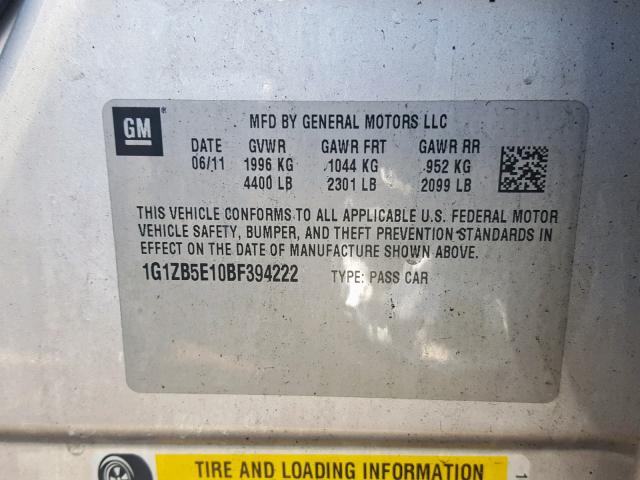 GM
MFD BY GENERAL MOTORS LLC
DATE GVWR GAWR FRT GAWR RR
06/11 1996 KG 1044 KG 952 KG
4400 LB 2301 LB 2099 LB
THIS VEHICLE CONFORMS TO ALL APPLICABLE U.S. FEDERAL MOTOR
VEHICLE SAFETY, BUMPER, AND THEFT PREVENTION STANDARDS IN
EFFECT ON THE DATE OF MANUFACTURE SHOWN ABOVE.
1G1ZB5E10BF394222 TYPE: PASS CAR
TIRE AND LOADING INFORMATION